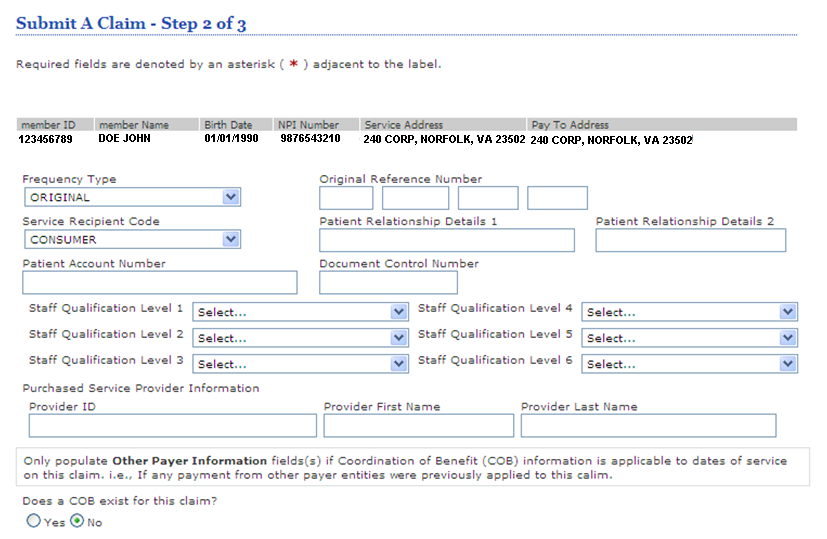 Submit A Claim - Step 2 of 3
Required fields are denoted by an asterisk ( * ) adjacent to the label.
member ID member Name Birth Date NPI Number Service Address Pay To Address
123456789 DOE JOHN 01/01/1990 9876543210 240 CORP, NORFOLK, VA 23502 240 CORP, NORFOLK, VA 23502
Frequency Type Original Reference Number
ORIGINAL
Service Recipient Code Patient Relationship Details 1 Patient Relationship Details 2
CONSUMER
Patient Account Number Document Control Number
Staff Qualification Level 1 Select... Staff Qualification Level 4 Select...
Staff Qualification Level 2 Select... Staff Qualification Level 5 Select...
Staff Qualification Level 3 Select... Staff Qualification Level 6 Select...
Purchased Service Provider Information
Provider ID Provider First Name Provider Last Name
Only populate Other Payer Information fields(s) if Coordination of Benefit (COB) information is applicable to dates of service
on this claim. i.e., If any payment from other payer entities were previously applied to this calim.
Does a COB exist for this claim?
Yes No